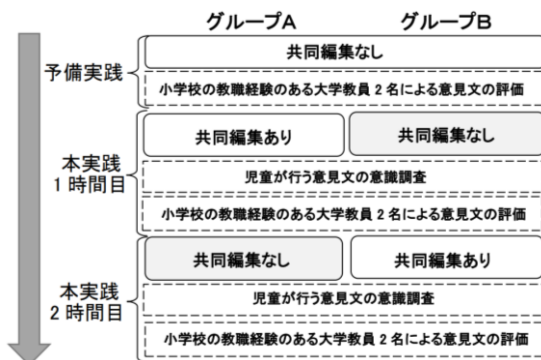 グループA グループB
共同編集なし
予備実践
小学校の教職経験のある大学教員2名による意見文の評価
共同編集あり 共同編集なし
本実践
1時間目
児童が行う意見文の意識調査
小学校の教職経験のある大学教員2名による意見文の評価
共同編集なし 共同編集あり
本実践
2時間目
児童が行う意見文の意識調査
小学校の教職経験のある大学教員2名による意見文の評価